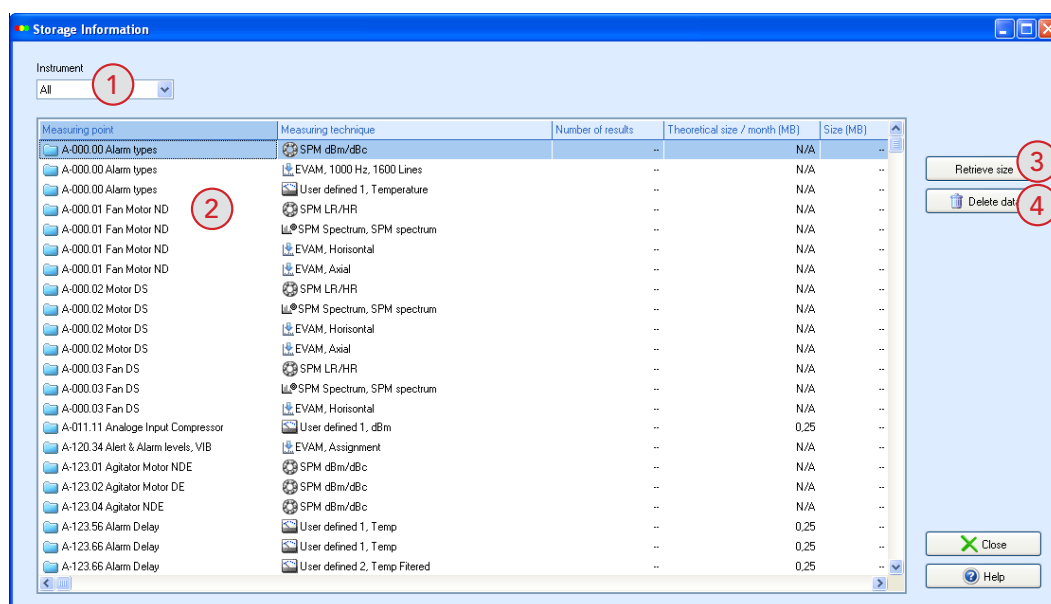 Storage Information
Instrument
All
1
Measuring point Measuring technique Number of results Theoretical size / month (MB) Size (MB)
A-000.00 Alarm types SPM dBm/dBc -- N/A --
A-000.00 Alarm types EVAM, 1000 Hz, 1600 Lines -- N/A --
A-000.00 Alarm types User defined 1, Temperature -- N/A --
A-000.01 Fan Motor ND 2 SPM LR/HR -- N/A --
A-000.01 Fan Motor ND SPM Spectrum, SPM spectrum -- N/A --
A-000.01 Fan Motor ND EVAM, Horisontal -- N/A --
A-000.01 Fan Motor ND EVAM, Axial -- N/A --
A-000.02 Motor DS SPM LR/HR -- N/A --
A-000.02 Motor DS SPM Spectrum, SPM spectrum -- N/A --
A-000.02 Motor DS EVAM, Horisontal -- N/A --
A-000.02 Motor DS EVAM, Axial -- N/A --
A-000.03 Fan DS SPM LR/HR -- N/A --
A-000.03 Fan DS SPM Spectrum, SPM spectrum -- N/A --
A-000.03 Fan DS EVAM, Horisontal -- N/A --
A-011.11 Analoge Input Compressor User defined 1, dBm -- 0,25 --
A-120.34 Alert & Alarm levels, VIB EVAM, Assignment -- N/A --
A-123.01 Agitator Motor NDE SPM dBm/dBc -- N/A --
A-123.02 Agitator Motor DE SPM dBm/dBc -- N/A --
A-123.04 Agitator NDE SPM dBm/dBc -- N/A --
A-123.56 Alarm Delay User defined 1, Temp -- 0,25 --
A-123.66 Alarm Delay User defined 1, Temp -- 0,25 --
A-123.66 Alarm Delay User defined 2, Temp Fitered -- 0,25 --
Retrieve size 3
Delete data 4
Close
Help